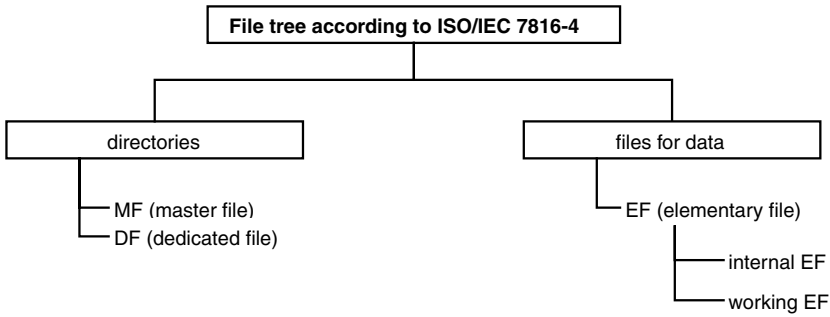 File tree according to ISO/IEC 7816-4
directories
files for data
MF (master file)
DF (dedicated file)
EF (elementary file)
internal EF
working EF